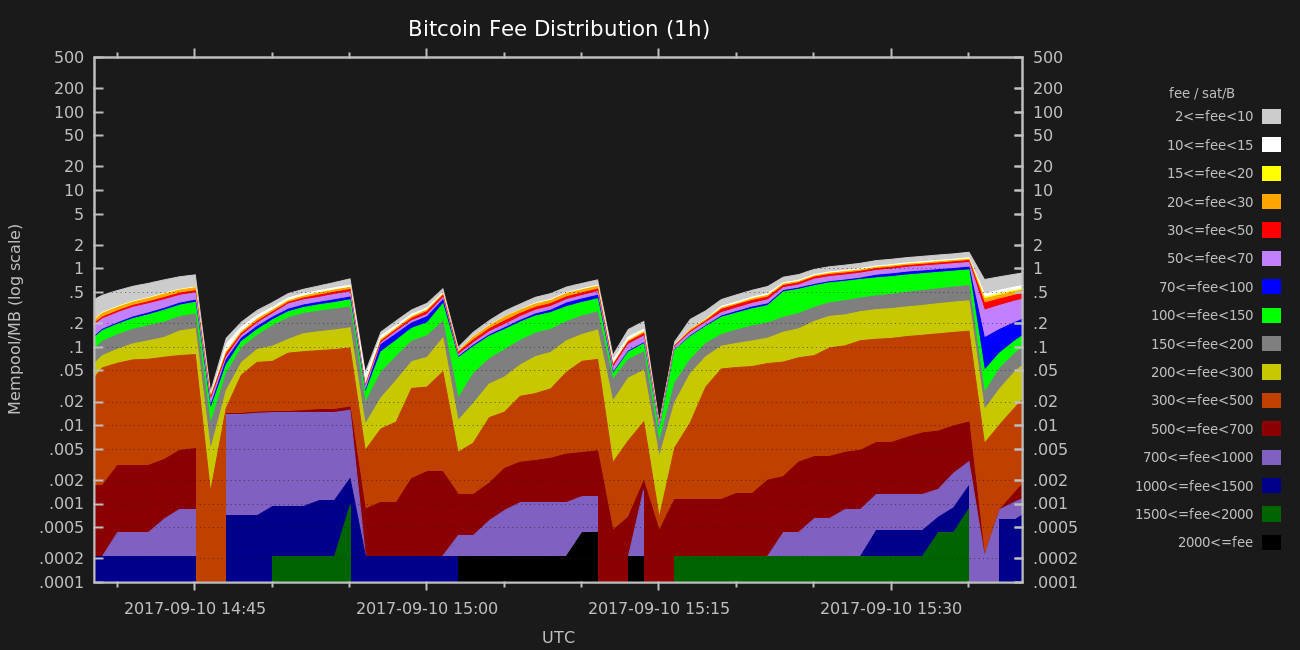 Bitcoin Fee Distribution (1h)
500
200
100
50
20
10
5
2
1
.5
.2
.1
.05
.02
.01
.005
.002
.001
.0005
.0002
.0001
Mempool/MB (log scale)
500
200
100
50
20
10
5
2
1
.5
.2
.1
.05
.02
.01
.005
.002
.001
.0005
.0002
.0001
2017-09-10 14:45
2017-09-10 15:00
2017-09-10 15:15
2017-09-10 15:30
UTC
fee / sat/B
2<=fee<10
10<=fee<15
15<=fee<20
20<=fee<30
30<=fee<50
50<=fee<70
70<=fee<100
100<=fee<150
150<=fee<200
200<=fee<300
300<=fee<500
500<=fee<700
700<=fee<1000
1000<=fee<1500
1500<=fee<2000
2000<=fee